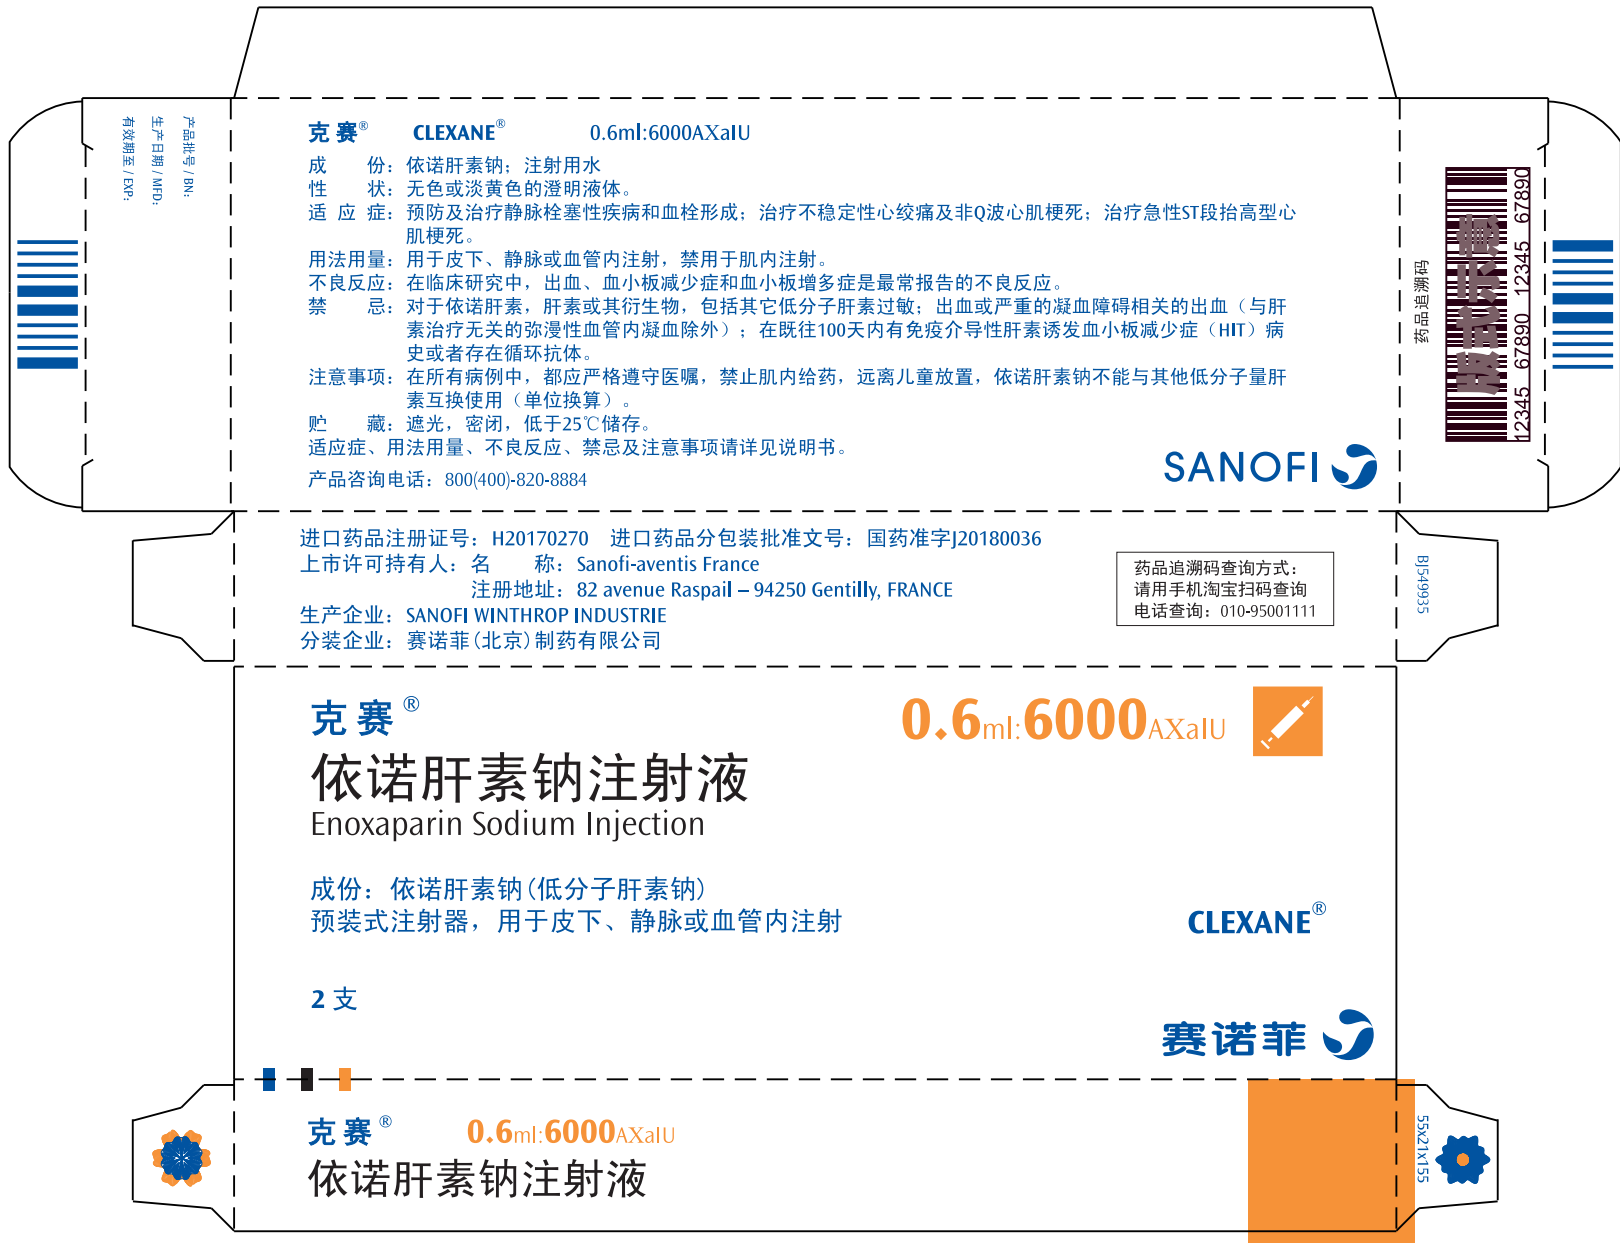 产品批号 / BN：
生产日期 / MFD：
有效期至 / EXP：
克 赛® CLEXANE® 0.6ml:6000AXaIU
成 份：依诺肝素钠；注射用水
性 状：无色或淡黄色的澄明液体。
适 应 症：预防及治疗静脉栓塞性疾病和血栓形成；治疗不稳定性心绞痛及非Q波心肌梗死；治疗急性ST段抬高型心
肌梗死。
用法用量：用于皮下、静脉或血管内注射，禁用于肌内注射。
不良反应：在临床研究中，出血、血小板减少症和血小板增多症是最常报告的不良反应。
禁 忌：对于依诺肝素，肝素或其衍生物，包括其它低分子肝素过敏；出血或严重的凝血障碍相关的出血（与肝
素治疗无关的弥漫性血管内凝血除外）；在既往100天内有免疫介导性肝素诱发血小板减少症（HIT）病
史或者存在循环抗体。
注意事项：在所有病例中，都应严格遵守医嘱，禁止肌内给药，远离儿童放置，依诺肝素钠不能与其他低分子量肝
素互换使用（单位换算）。
贮 藏：遮光，密闭，低于25℃储存。
适应症、用法用量、不良反应、禁忌及注意事项请详见说明书。
产品咨询电话：800(400)-820-8884
SANOFI
药品追溯码
版式示意
12345 67890 12345 67890
进口药品注册证号：H20170270 进口药品分包装批准文号：国药准字J20180036
上市许可持有人：名 称：Sanofi-aventis France
注册地址：82 avenue Raspail – 94250 Gentilly, FRANCE
生产企业：SANOFI WINTHROP INDUSTRIE
分装企业：赛诺菲(北京)制药有限公司
药品追溯码查询方式：
请用手机淘宝扫码查询
电话查询：010-95001111
BJ549935
克 赛®
0.6ml:6000AXaIU
依诺肝素钠注射液
Enoxaparin Sodium Injection
成份：依诺肝素钠(低分子肝素钠)
预装式注射器，用于皮下、静脉或血管内注射
CLEXANE®
2 支
赛诺菲
克 赛® 0.6ml:6000AXaIU
依诺肝素钠注射液
55x21x155